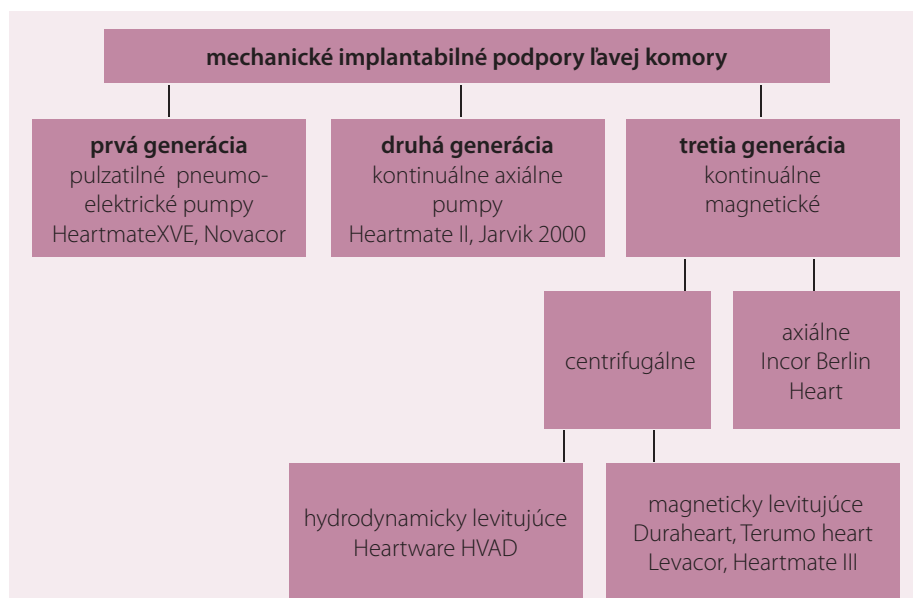 mechanické implantabilné podpory ľavej komory
prvá generácia
pulzatilné pneumo-
elektrické pumpy
HeartmateXVE, Novacor
druhá generácia
kontinuálne axiálne
pumpy
Heartmate II, Jarvik 2000
tretia generácia
kontinuálne
magnetické
centrifugálne
axiálne
Incor Berlin
Heart
hydrodynamicky levitujúce
Heartware HVAD
magneticky levitujúce
Duraheart, Terumo heart
Levacor, Heartmate III